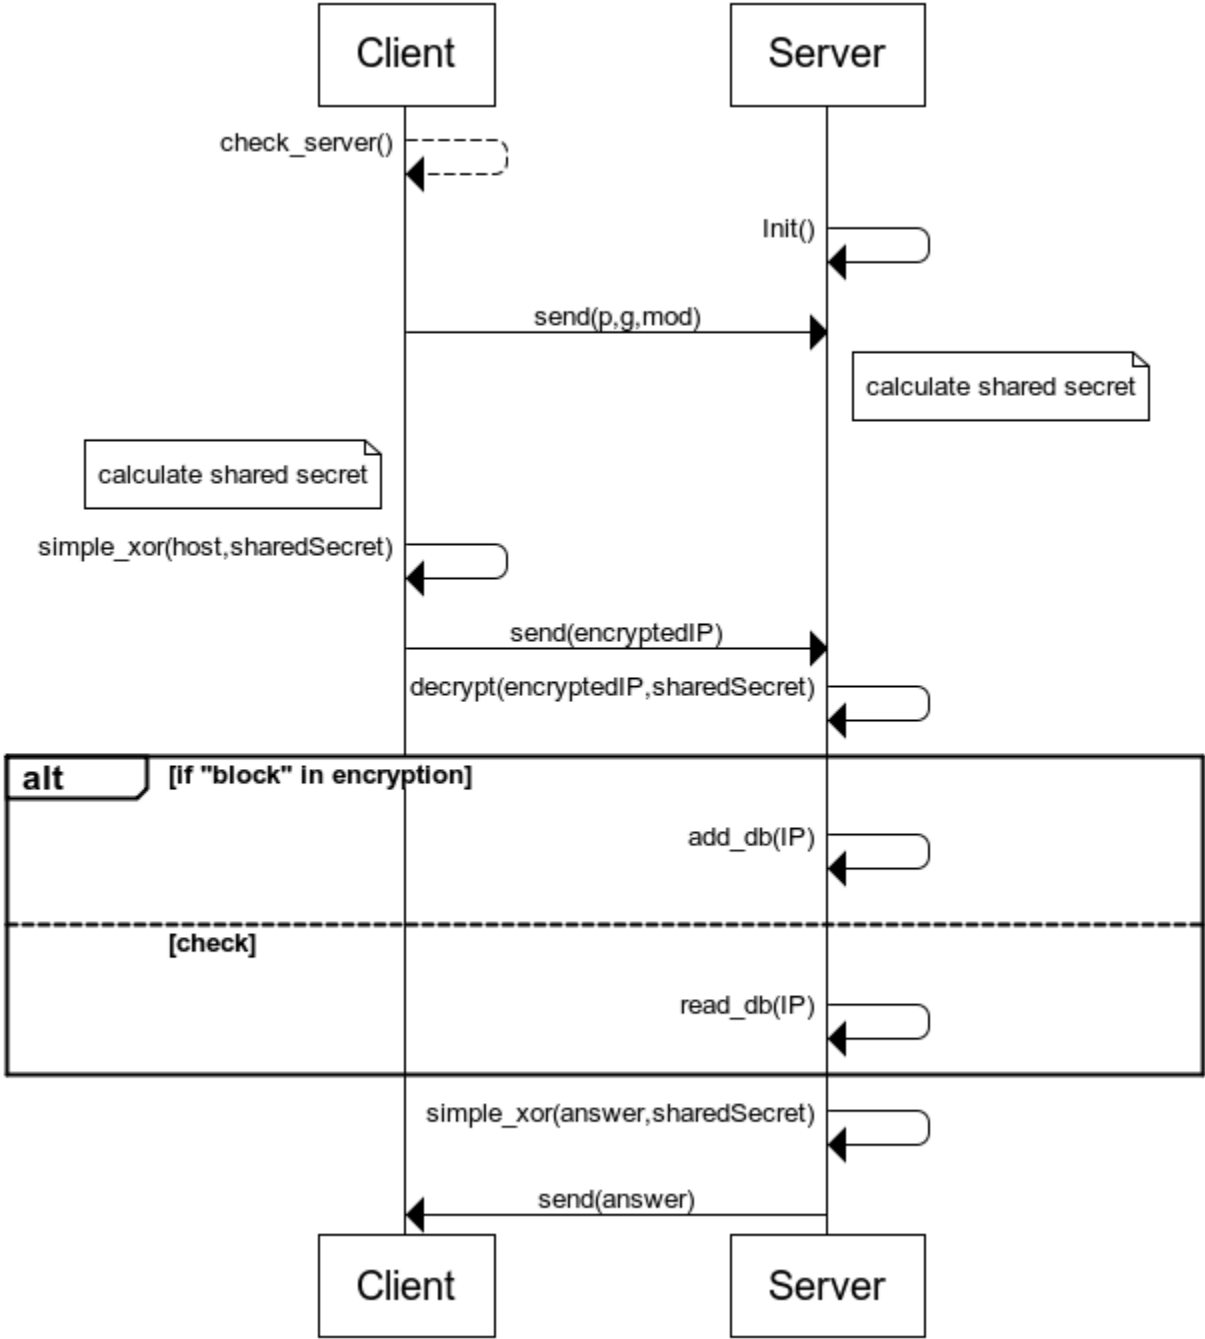 Client
Server
check_server()
Init()
send(p,g,mod)
calculate shared secret
calculate shared secret
simple_xor(host,sharedSecret)
send(encryptedIP)
decrypt(encryptedIP,sharedSecret)
alt
[if "block" in encryption]
add_db(IP)
[check]
read_db(IP)
simple_xor(answer,sharedSecret)
send(answer)
Client
Server